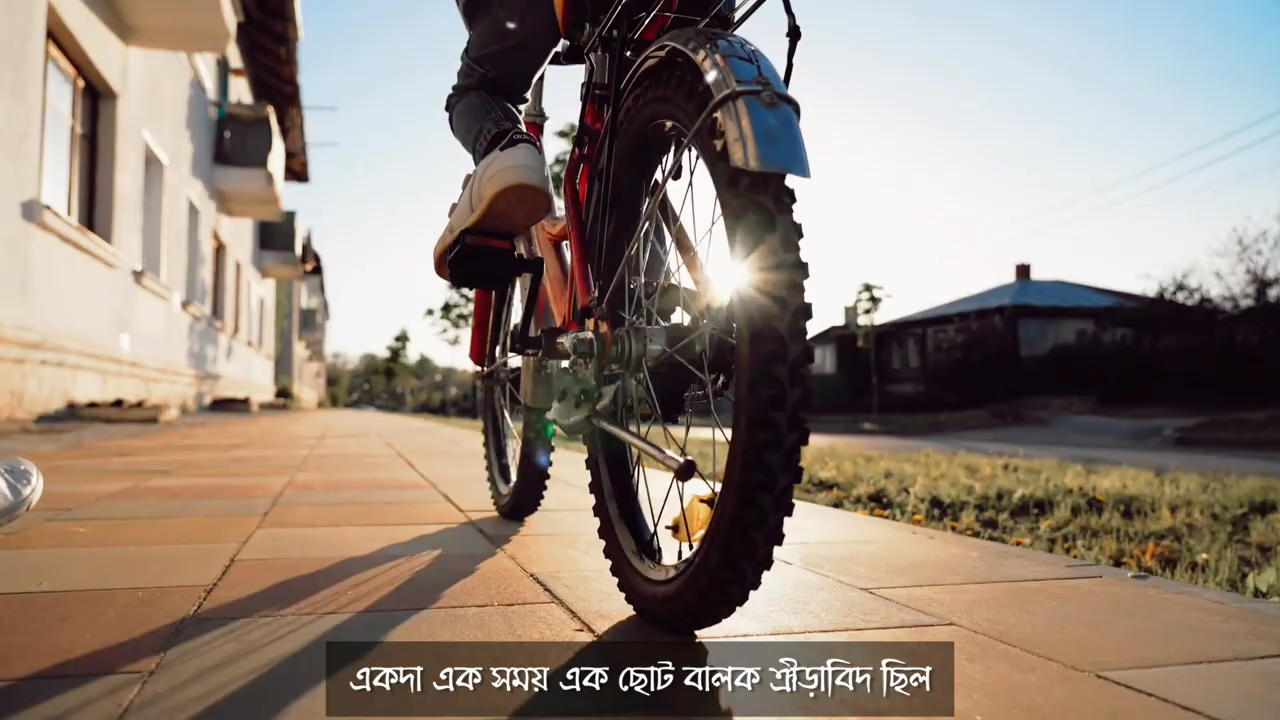 একদা এক সময় এক ছোট বালক শ্রীড়াবিদ ছিল